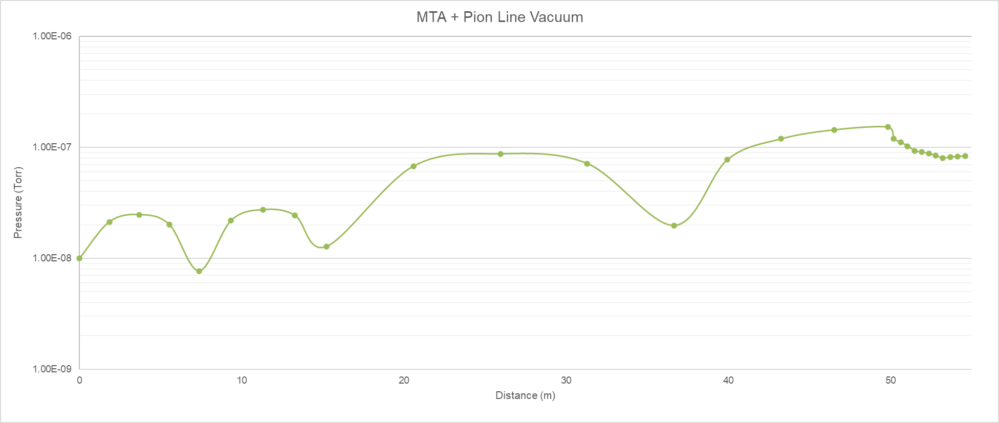 MTA + Pion Line Vacuum
1.00E-06
1.00E-07
1.00E-08
1.00E-09
Pressure (Torr)
0 10 20 30 40 50
Distance (m)